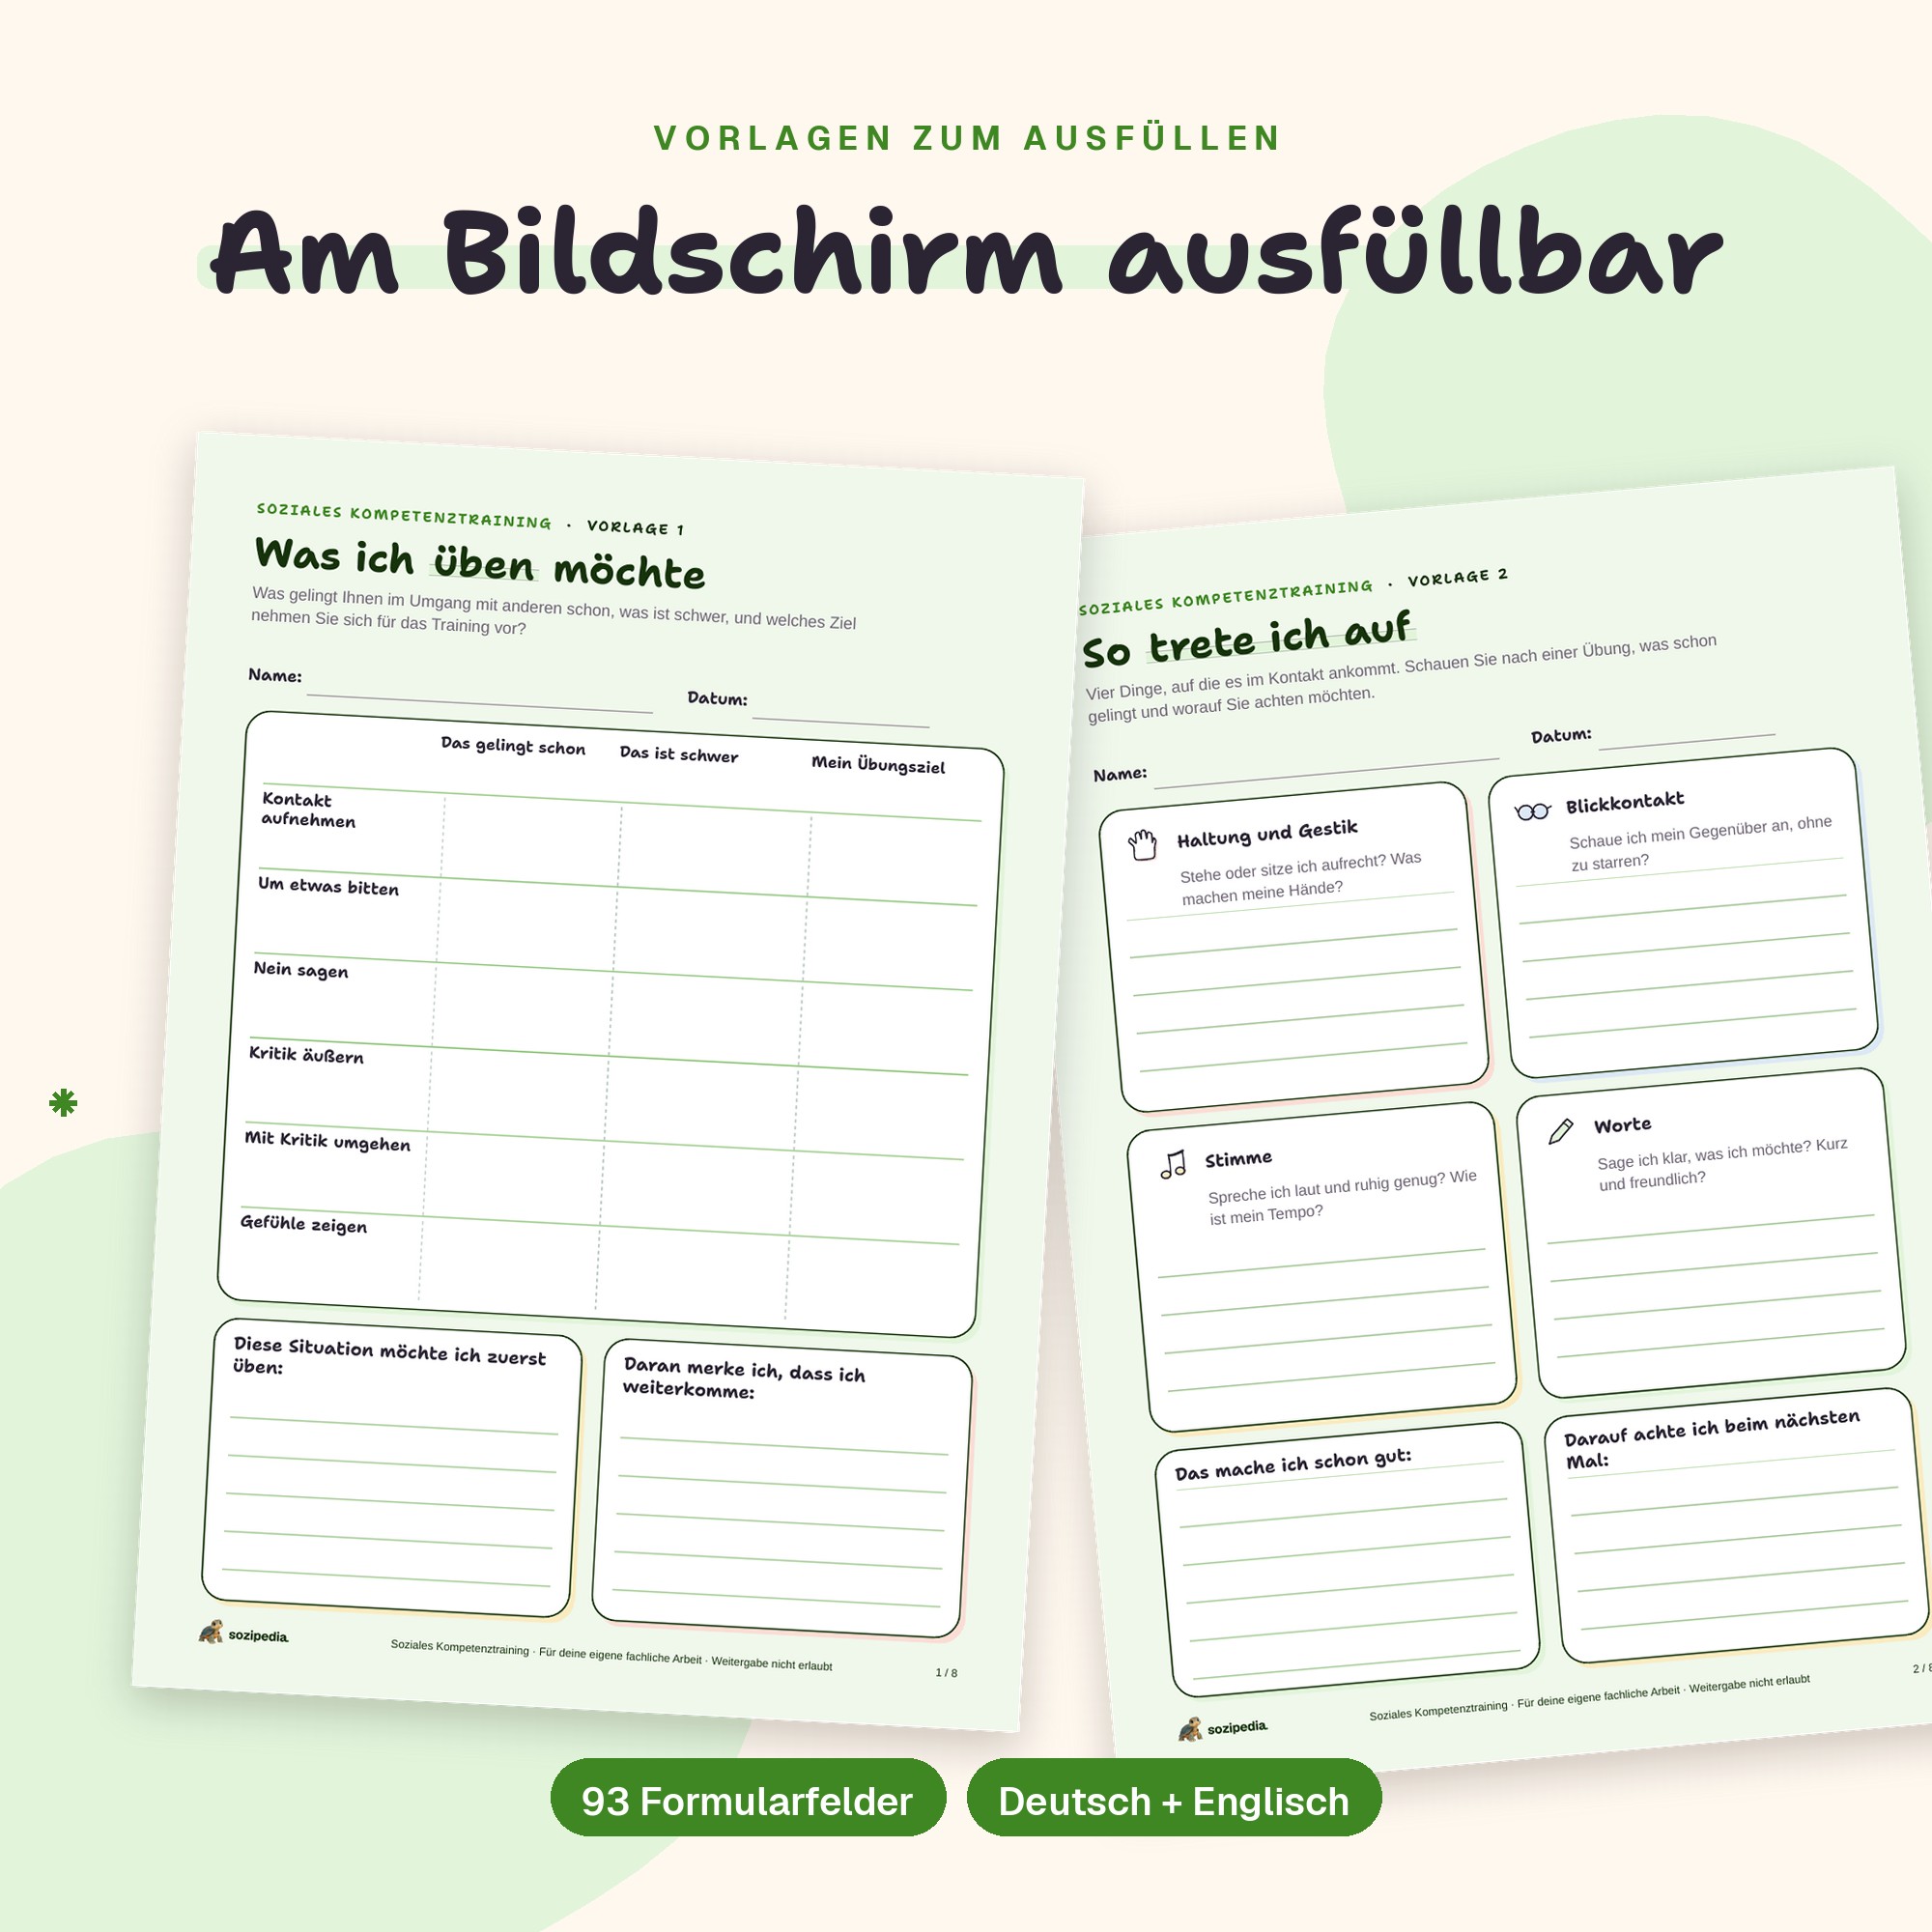 VORLAGEN ZUM AUSFÜLLEN
Am Bildschirm ausfüllbar
SOZIALES KOMPETENZTRAINING · VORLAGE 1
Was ich üben möchte
Was gelingt Ihnen im Umgang mit anderen schon, was ist schwer, und welches Ziel
nehmen Sie sich für das Training vor?
Name:
Datum:
Das gelingt schon
Das ist schwer
Mein Übungsziel
Kontakt
aufnehmen
Um etwas bitten
Nein sagen
Kritik äußern
Mit Kritik umgehen
Gefühle zeigen
Diese Situation möchte ich zuerst
üben:
Daran merke ich, dass ich
weiterkomme:
sozipedia.
Soziales Kompetenztraining · Für deine eigene fachliche Arbeit · Weitergabe nicht erlaubt
1 / 8
SOZIALES KOMPETENZTRAINING · VORLAGE 2
So trete ich auf
Vier Dinge, auf die es im Kontakt ankommt. Schauen Sie nach einer Übung, was schon
gelingt und worauf Sie achten möchten.
Name:
Datum:
Haltung und Gestik
Stehe oder sitze ich aufrecht? Was
machen meine Hände?
Blickkontakt
Schaue ich mein Gegenüber an, ohne
zu starren?
Stimme
Spreche ich laut und ruhig genug? Wie
ist mein Tempo?
Worte
Sage ich klar, was ich möchte? Kurz
und freundlich?
Das mache ich schon gut:
Darauf achte ich beim nächsten
Mal:
sozipedia.
Soziales Kompetenztraining · Für deine eigene fachliche Arbeit · Weitergabe nicht erlaubt
2 / 8
93 Formularfelder
Deutsch + Englisch